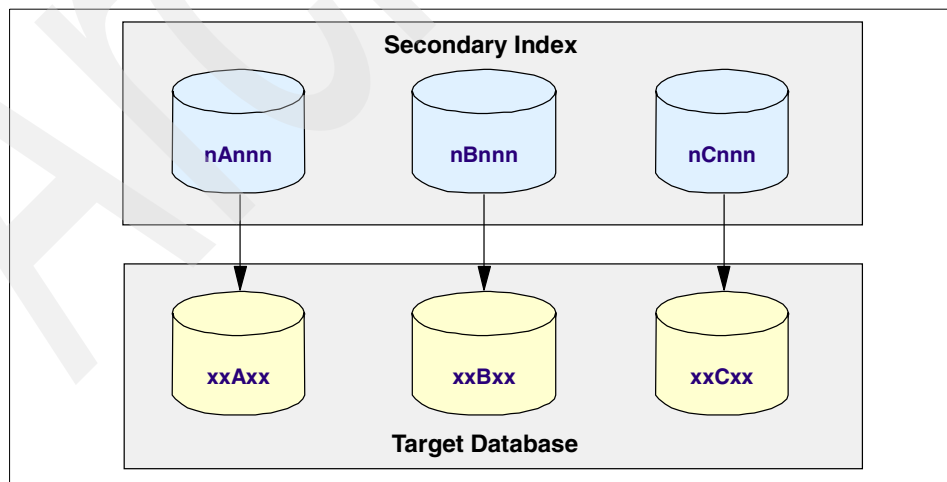 Secondary Index
nAnnn nBnnn nCnnn
xxAxx xxBxx xxCxx
Target Database